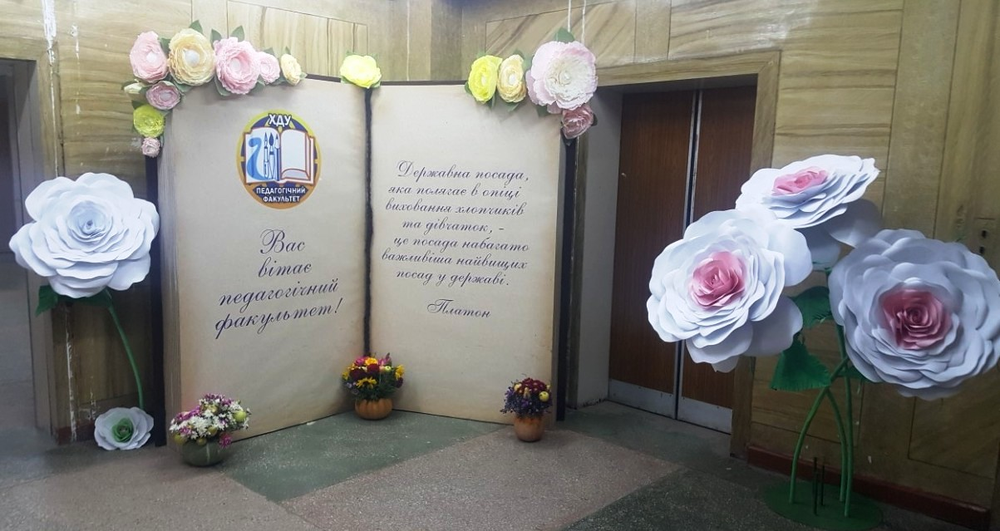 ХДУ
ПЕДАГОГІЧНИЙ
ФАКУЛЬТЕТ
Вас
вітає
педагогічний
факультет!
Державна посада,
яка полягає в опіці
виховання хлопчиків
та дівчаток, –
це посада набагато
важливіша найвищих
посад у державі.
Платон